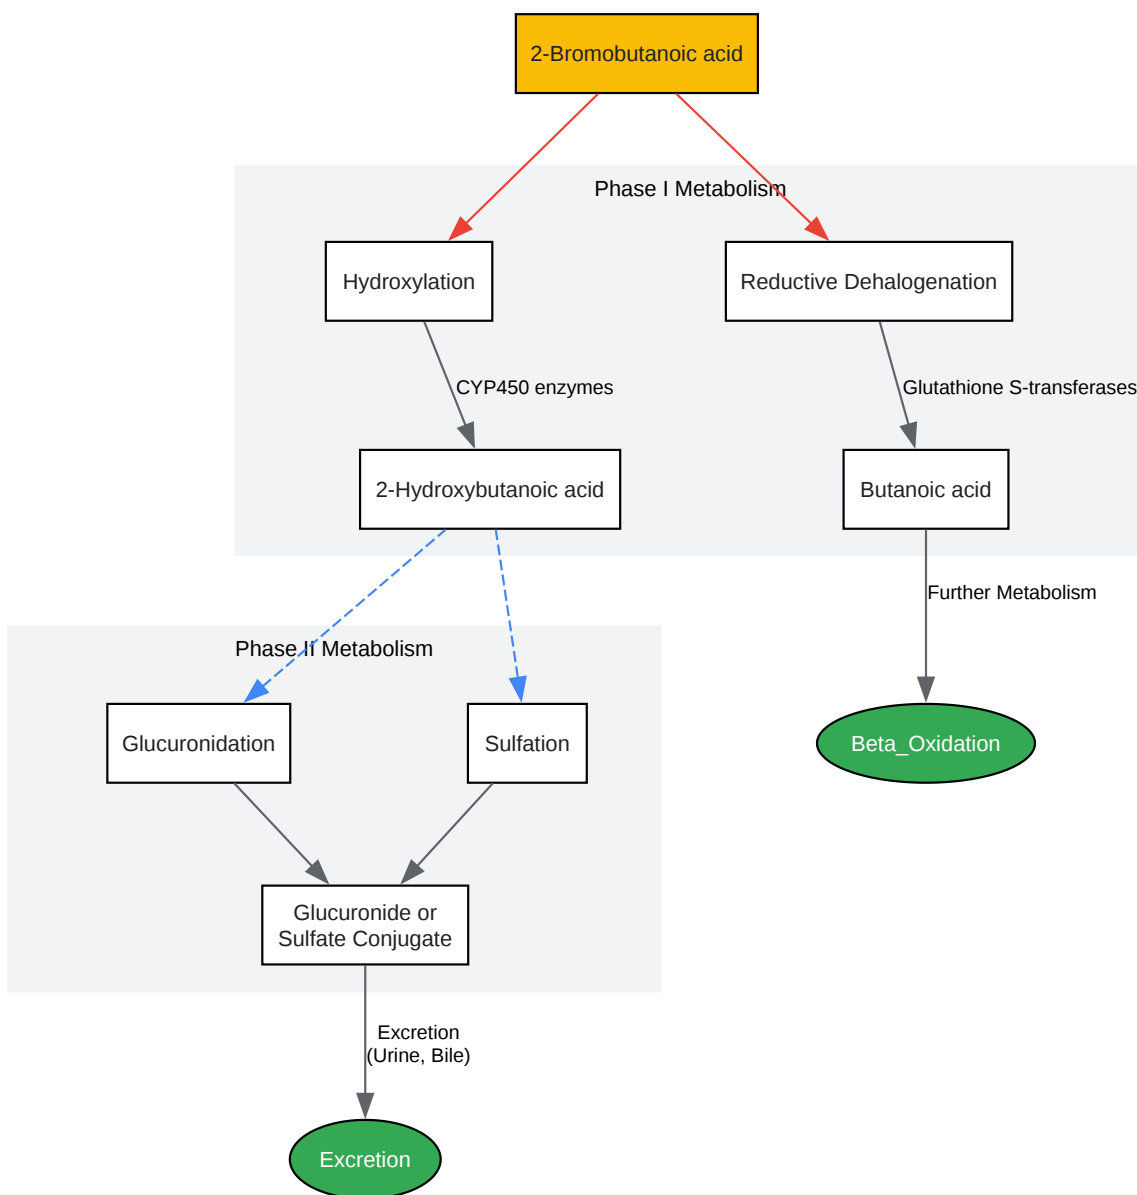 2-Bromobutanoic acid
Phase I Metabolism
Hydroxylation
Reductive Dehalogenation
CYP450 enzymes
Glutathione S-transferases
2-Hydroxybutanoic acid
Butanoic acid
Further Metabolism
Phase II Metabolism
Glucuronidation
Sulfation
Beta_Oxidation
Glucuronide or
Sulfate Conjugate
Excretion
(Urine, Bile)
Excretion